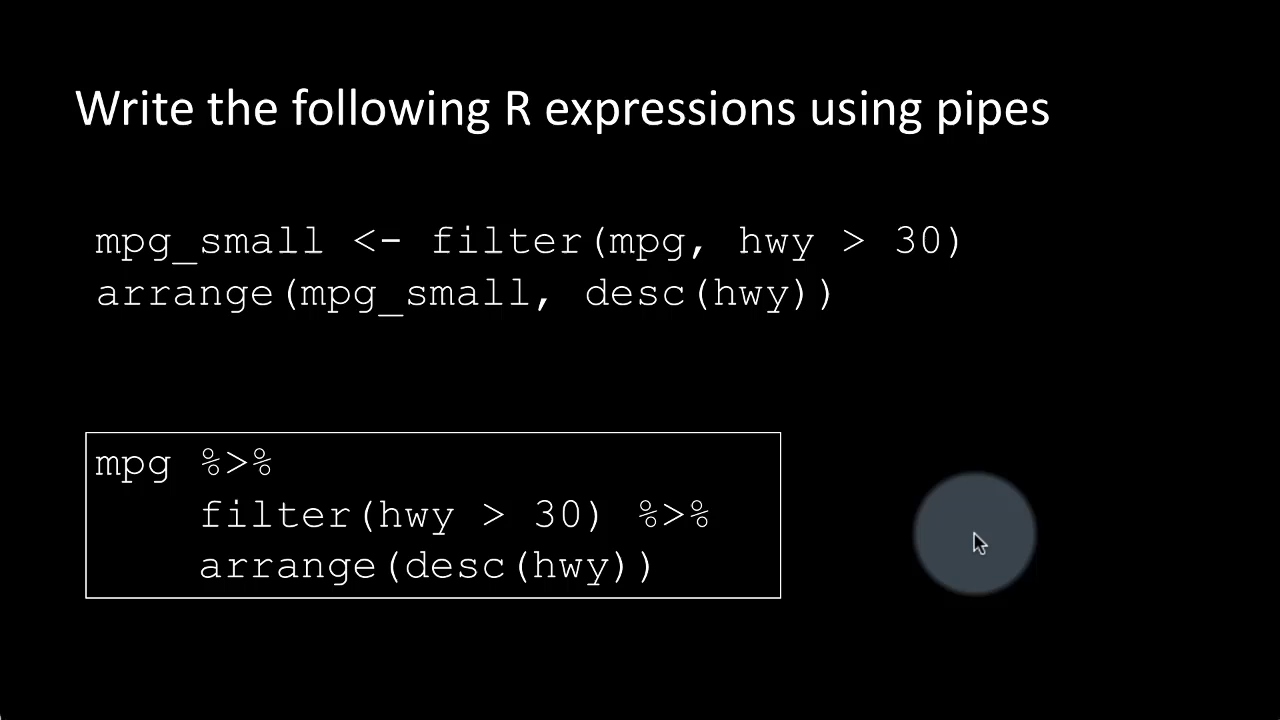 Write the following R expressions using pipes
mpg_small <- filter(mpg, hwy > 30)
arrange(mpg_small, desc(hwy))
mpg %>%
filter(hwy > 30) %>%
arrange(desc(hwy))